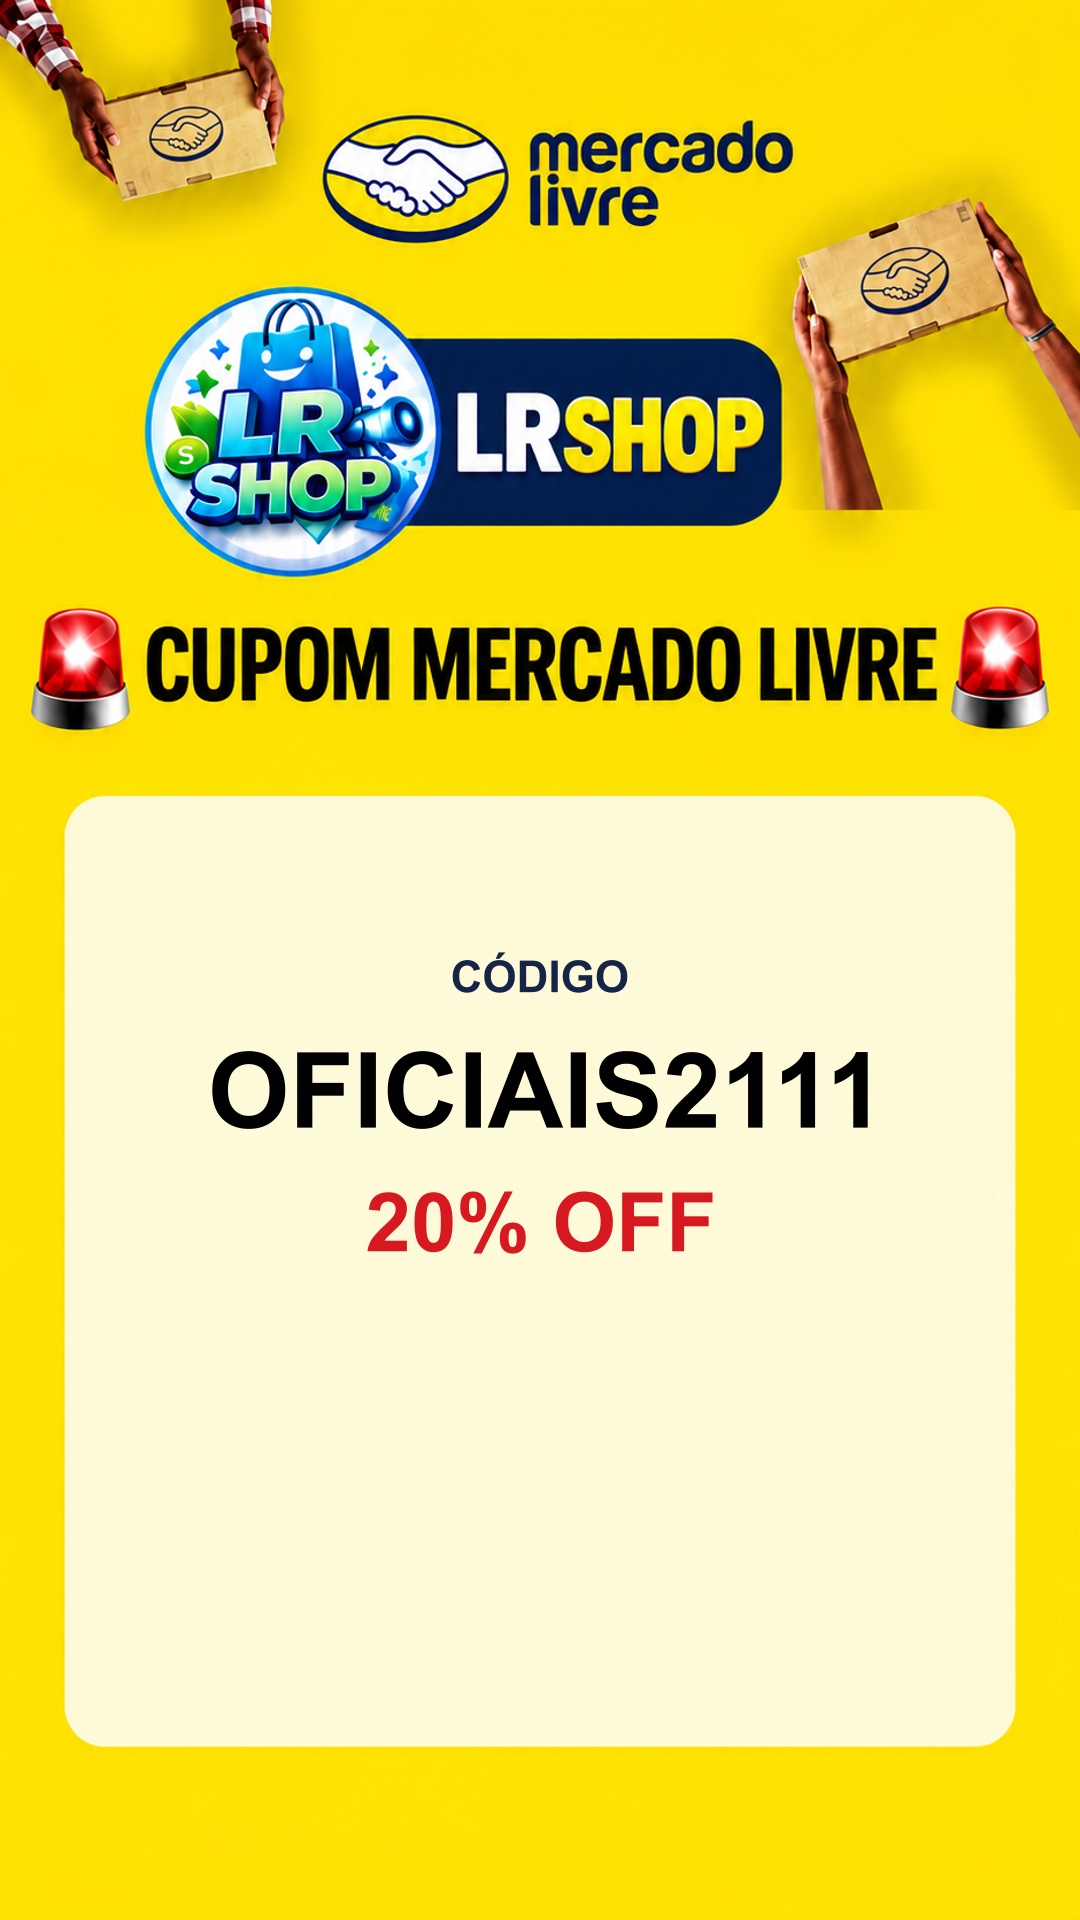 mercado
livre
LR
SHOP
S
LRSHOP
CUPOM MERCADO LIVRE
CÓDIGO
OFICIAIS2111
20% OFF